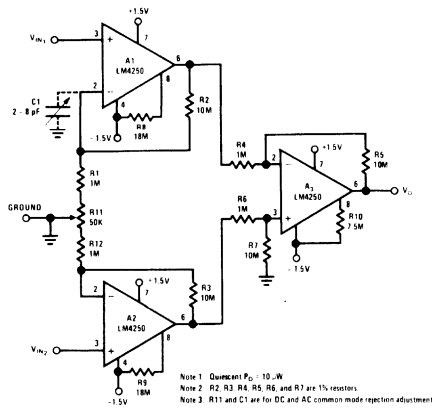 +1.5V
VIN1
3
+
A1
LM4250
7
6
2
−
4
8
C1
2 - 8 pF
- 1.5V
R8
18M
R2
10M
R1
1M
R4
1M
+1.5V
R5
10M
GROUND
R11
50K
R6
1M
2
−
7
A3
LM4250
6
VO
3
+
8
4
R12
1M
R7
10M
R10
7.5M
- 1.5V
+1.5V
R3
10M
2
−
7
A2
LM4250
6
VIN2
3
+
4
8
R9
18M
- 1.5V
Note 1 Quiescent PD = 10 μW
Note 2 R2, R3, R4, R5, R6, and R7 are 1% resistors
Note 3 R11 and C1 are for DC and AC common mode rejection adjustment